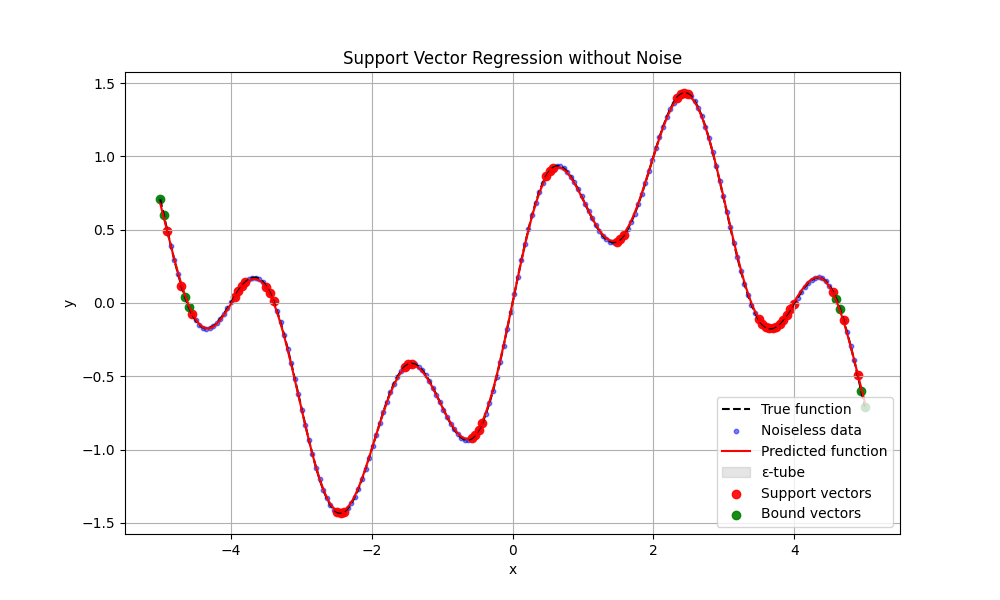 Support Vector Regression without Noise
1.5
1.0
0.5
0.0
−0.5
−1.0
−1.5
y
−4
−2
0
2
4
x
True function
Noiseless data
Predicted function
ε-tube
Support vectors
Bound vectors